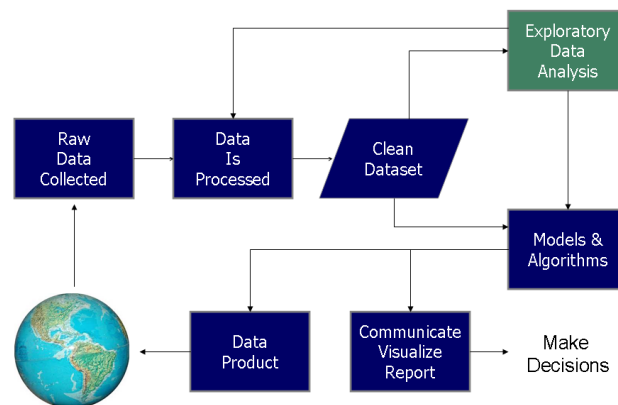 Exploratory
Data
Analysis
Raw
Data
Collected
Data
Is
Processed
Clean
Dataset
Models &
Algorithms
Data
Product
Communicate
Visualize
Report
Make
Decisions